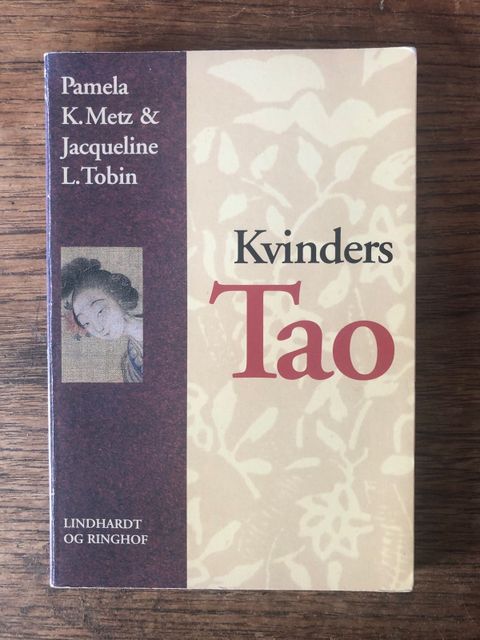 Pamela
K. Metz &
Jacqueline
L. Tobin
Kvinders
Tao
LINDHARDT
OG RINGHOF